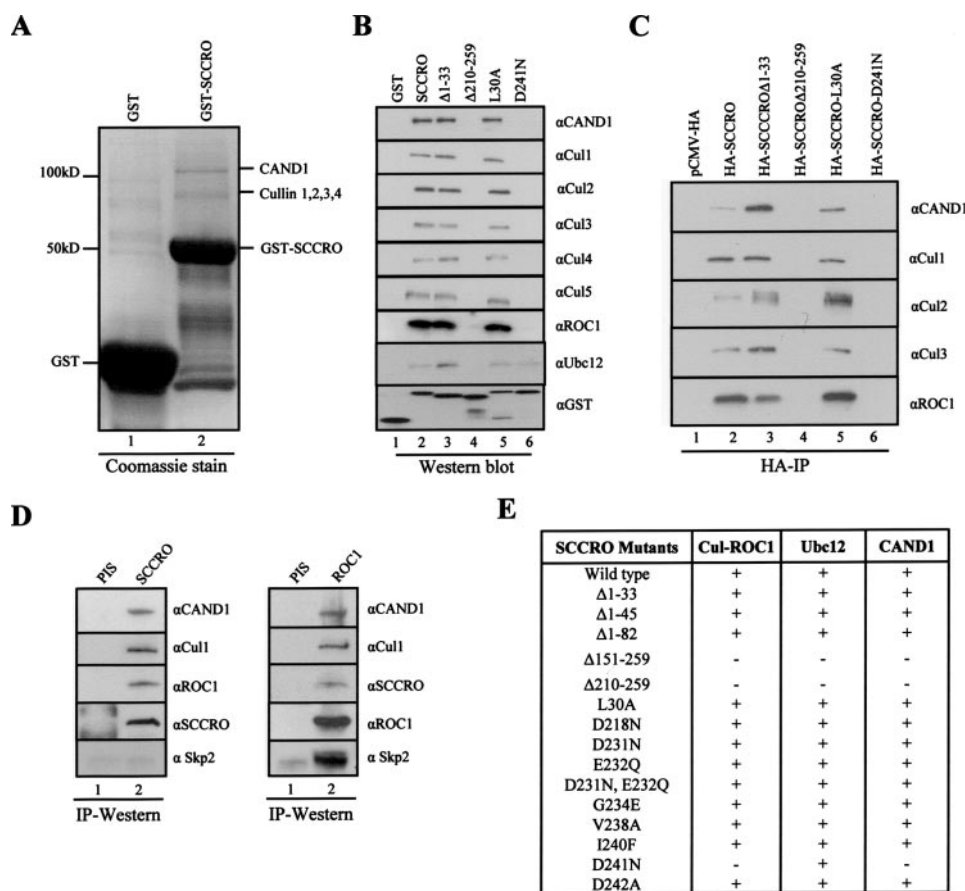 A
GST
GST-SCCRO
100kD
50kD
GST
CAND1
Cullin 1,2,3,4
GST-SCCRO
1 2
Coomassie stain
B
GST
SCCRO
Δ1-33
Δ210-259
L30A
D241N
αCAND1
αCul1
αCul2
αCul3
αCul4
αCul5
αROC1
αUbc12
αGST
1 2 3 4 5 6
Western blot
C
pCMV-HA
HA-SCCRO
HA-SCCCROΔ1-33
HA-SCCROΔ210-259
HA-SCCRO-L30A
HA-SCCRO-D241N
αCAND1
αCul1
αCul2
αCul3
αROC1
1 2 3 4 5 6
HA-IP
D
PIS
SCCRO
αCAND1
αCul1
αROC1
αSCCRO
α Skp2
1 2
IP-Western
PIS
ROC1
αCAND1
αCul1
αSCCRO
αROC1
α Skp2
1 2
IP-Western
E
SCCRO Mutants Cul-ROC1 Ubc12 CAND1
Wild type + + +
Δ1-33 + + +
Δ1-45 + + +
Δ1-82 + + +
Δ151-259 - - -
Δ210-259 - - -
L30A + + +
D218N + + +
D231N + + +
E232Q + + +
D231N, E232Q + + +
G234E + + +
V238A + + +
I240F + + +
D241N - + -
D242A + + +